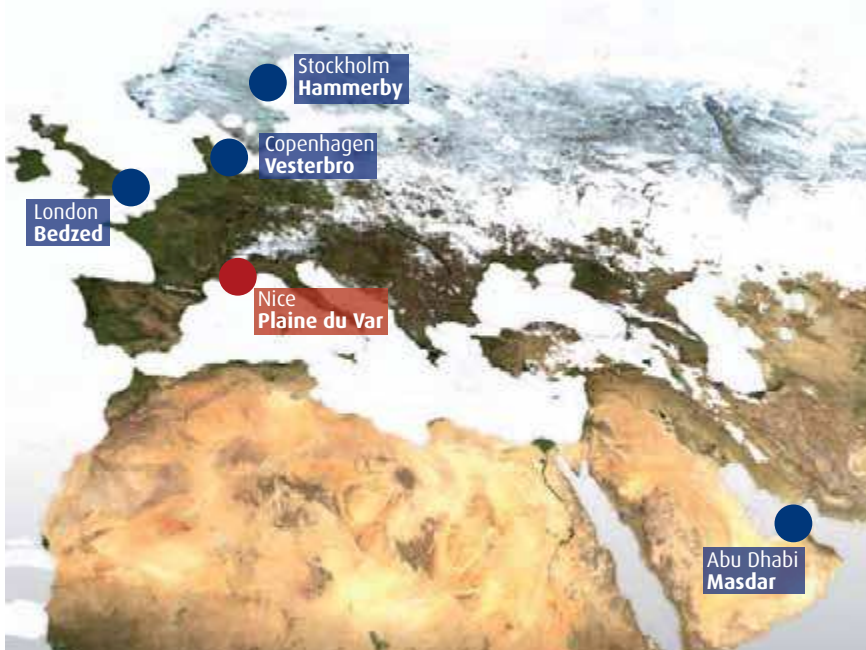 Stockholm
Hammerby
Copenhagen
Vesterbro
London
Bedzed
Nice
Plaine du Var
Abu Dhabi
Masdar